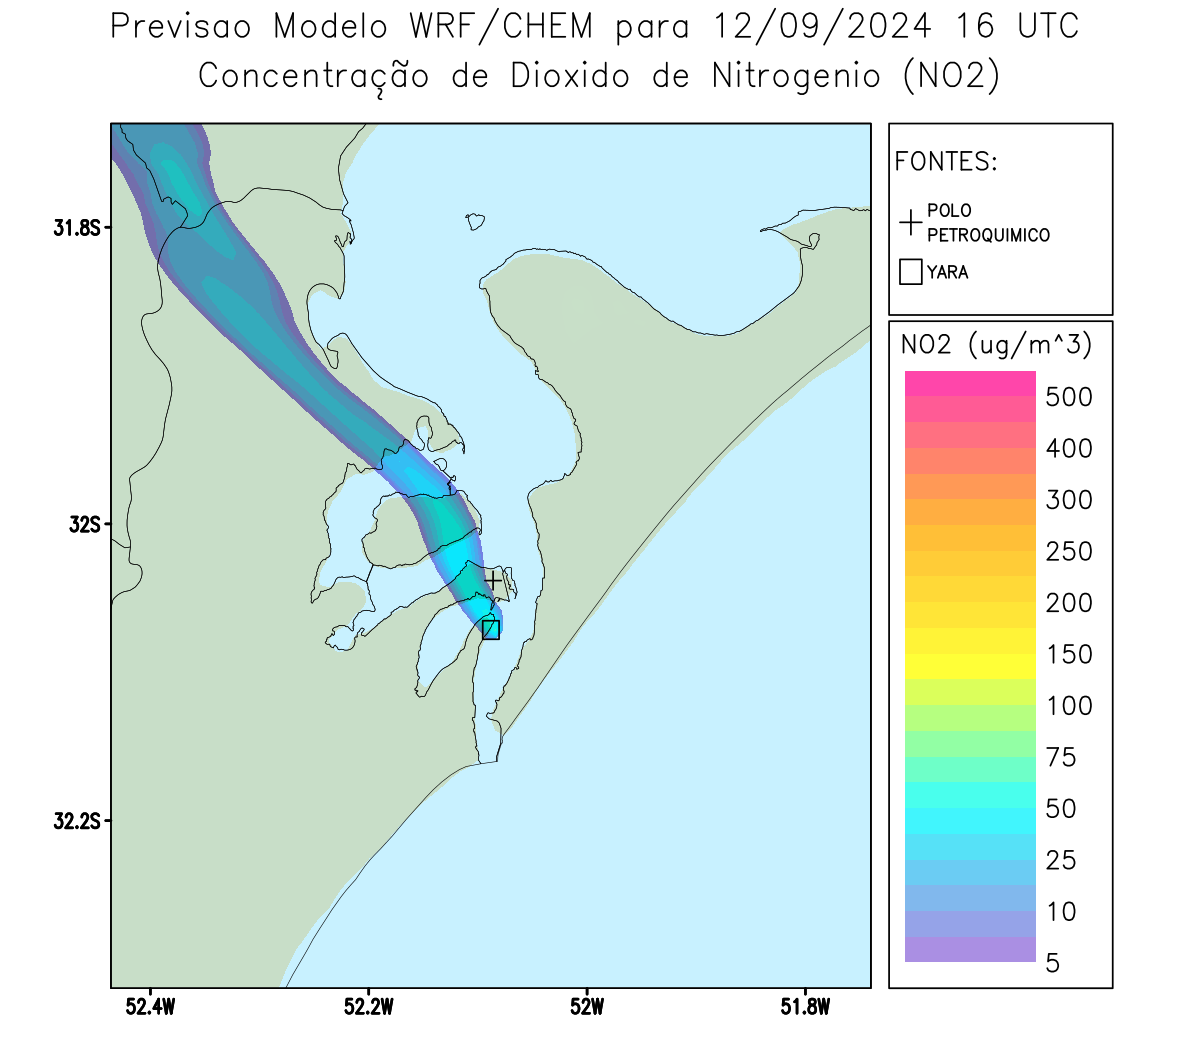 Previsao Modelo WRF/CHEM para 12/09/2024 16 UTC
Concentração de Dioxido de Nitrogenio (NO2)
FONTES:
POLO
PETROQUIMICO
YARA
NO2 (ug/m^3)
500
400
300
250
200
150
100
75
50
25
10
5
31.8S
32S
32.2S
52.4W
52.2W
52W
51.8W